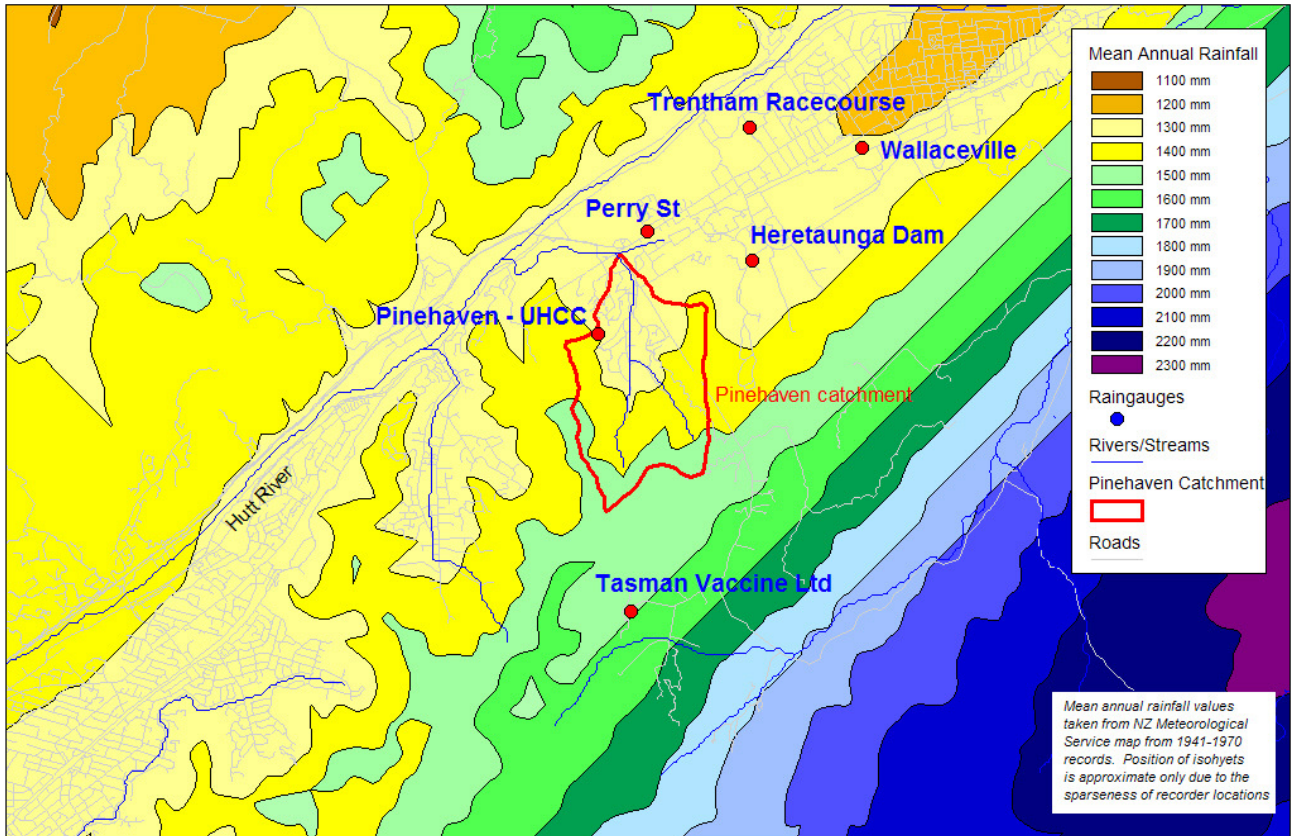 Trentham Racecourse
Wallaceville
Perry St
Heretaunga Dam
Pinehaven - UHCC
Pinehaven catchment
Hutt River
Tasman Vaccine Ltd
Mean Annual Rainfall
1100 mm
1200 mm
1300 mm
1400 mm
1500 mm
1600 mm
1700 mm
1800 mm
1900 mm
2000 mm
2100 mm
2200 mm
2300 mm
Raingauges
Rivers/Streams
Pinehaven Catchment
Roads
Mean annual rainfall values
taken from NZ Meteorological
Service map from 1941-1970
records. Position of isohyets
is approximate only due to the
sparseness of recorder locations